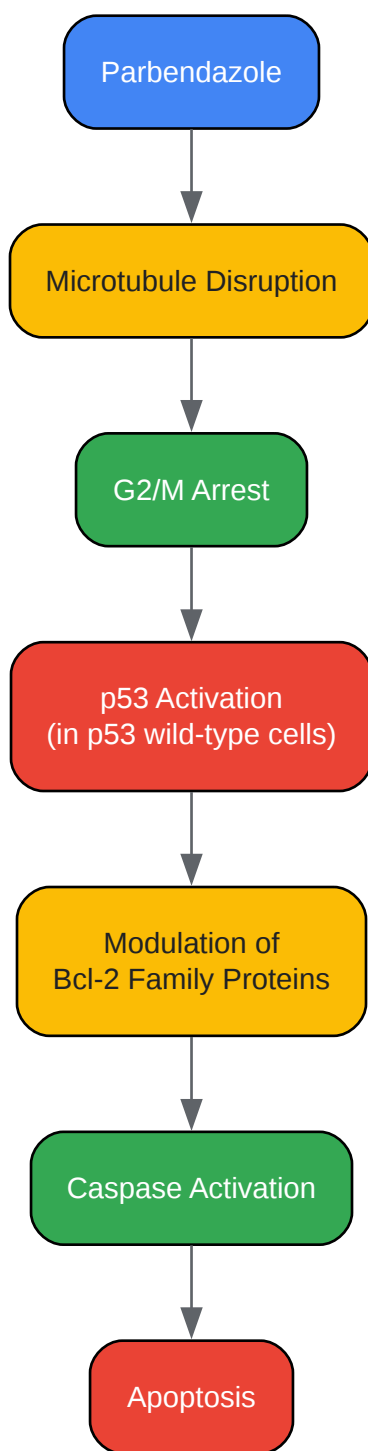 Parbendazole
Microtubule Disruption
G2/M Arrest
p53 Activation
(in p53 wild-type cells)
Modulation of
Bcl-2 Family Proteins
Caspase Activation
Apoptosis